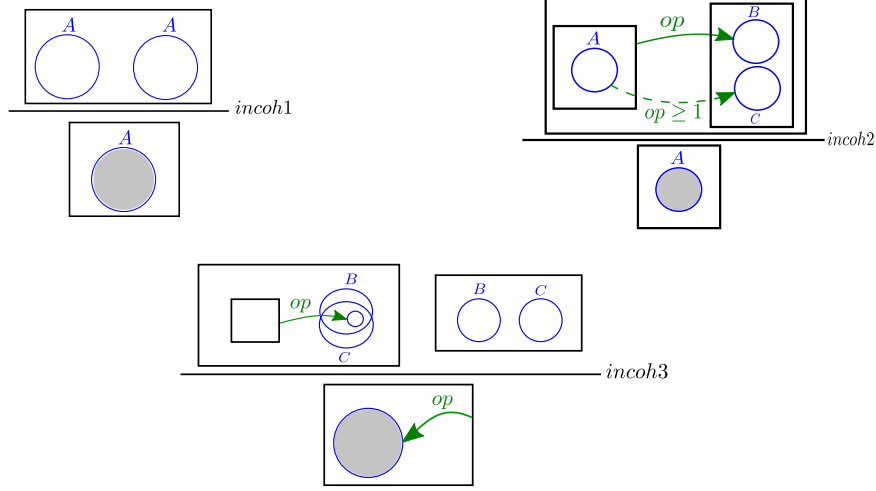 A A
incoh1
A
A op B
op ≥ 1 C
incoh2
A
op B
C
B C
incoh3
op